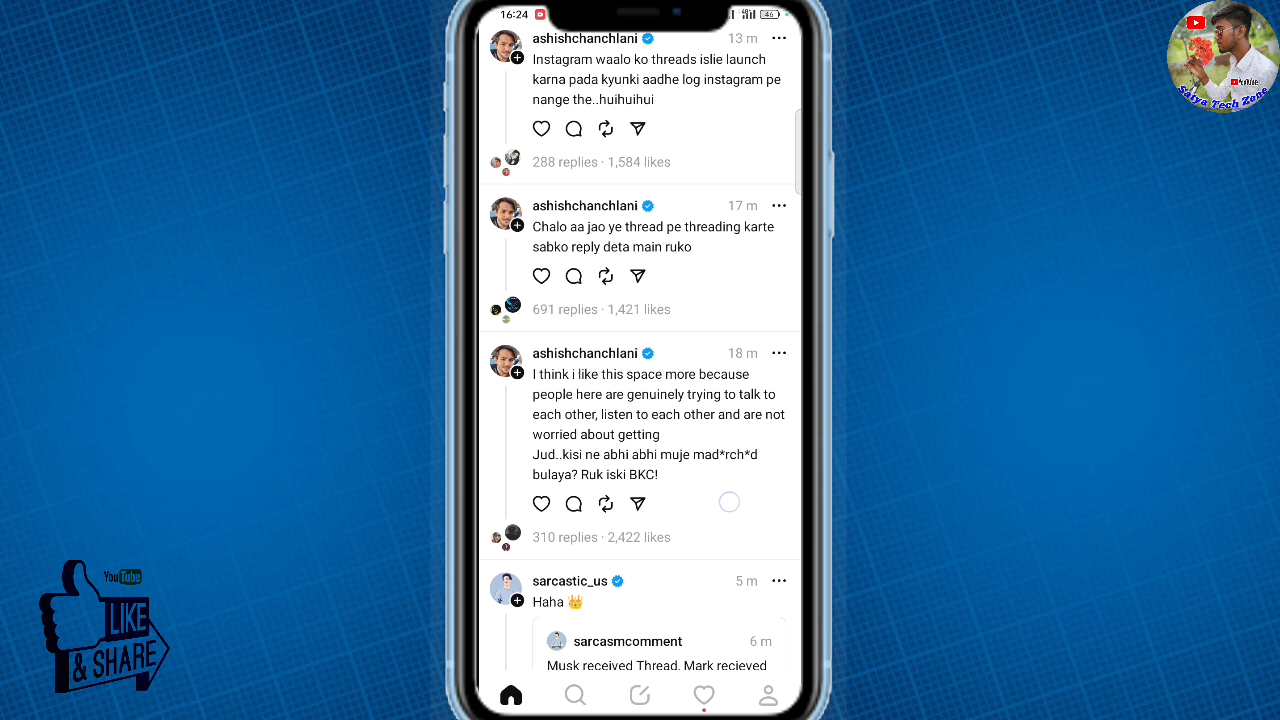 16:24
46
ashishchanchlani 13 m
Instagram waalo ko threads islie launch
karna pada kyunki aadhe log instagram pe
nange the..huihuihui
288 replies · 1,584 likes
ashishchanchlani 17 m
Chalo aa jao ye thread pe threading karte
sabko reply deta main ruko
691 replies · 1,421 likes
ashishchanchlani 18 m
I think i like this space more because
people here are genuinely trying to talk to
each other, listen to each other and are not
worried about getting
Jud..kisi ne abhi abhi muje mad*rch*d
bulaya? Ruk iski BKC!
310 replies · 2,422 likes
sarcastic_us 5 m
Haha 👑
sarcasmcomment 6 m
Musk received Thread. Mark recieved
YouTube
Satya Tech Zone
YouTube
LIKE
& SHARE